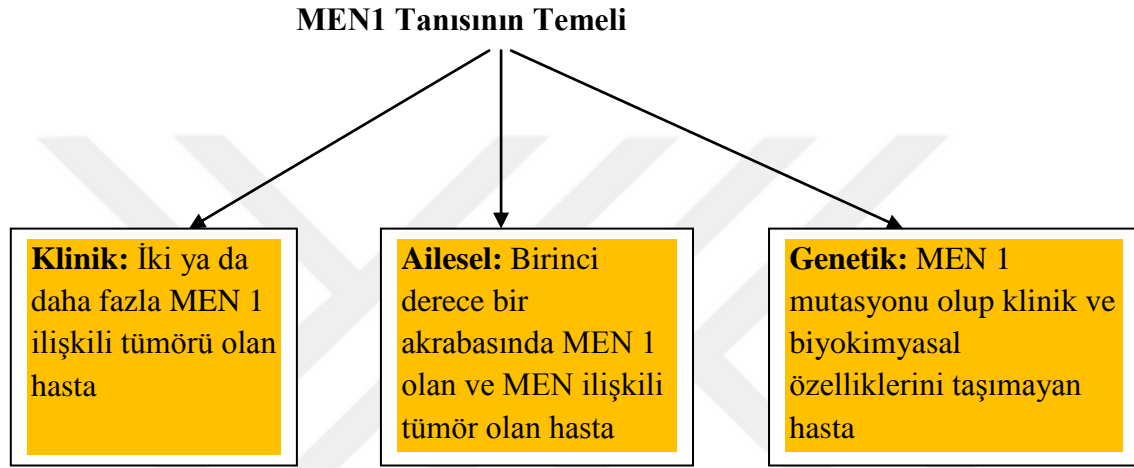 MEN1 Tanısının Temeli
Klinik: İki ya da
daha fazla MEN 1
ilişkili tümörü olan
hasta
Ailesel: Birinci
derece bir
akrabasında MEN 1
olan ve MEN ilişkili
tümör olan hasta
Genetik: MEN 1
mutasyonu olup klinik ve
biyokimyasal
özelliklerini taşımayan
hasta